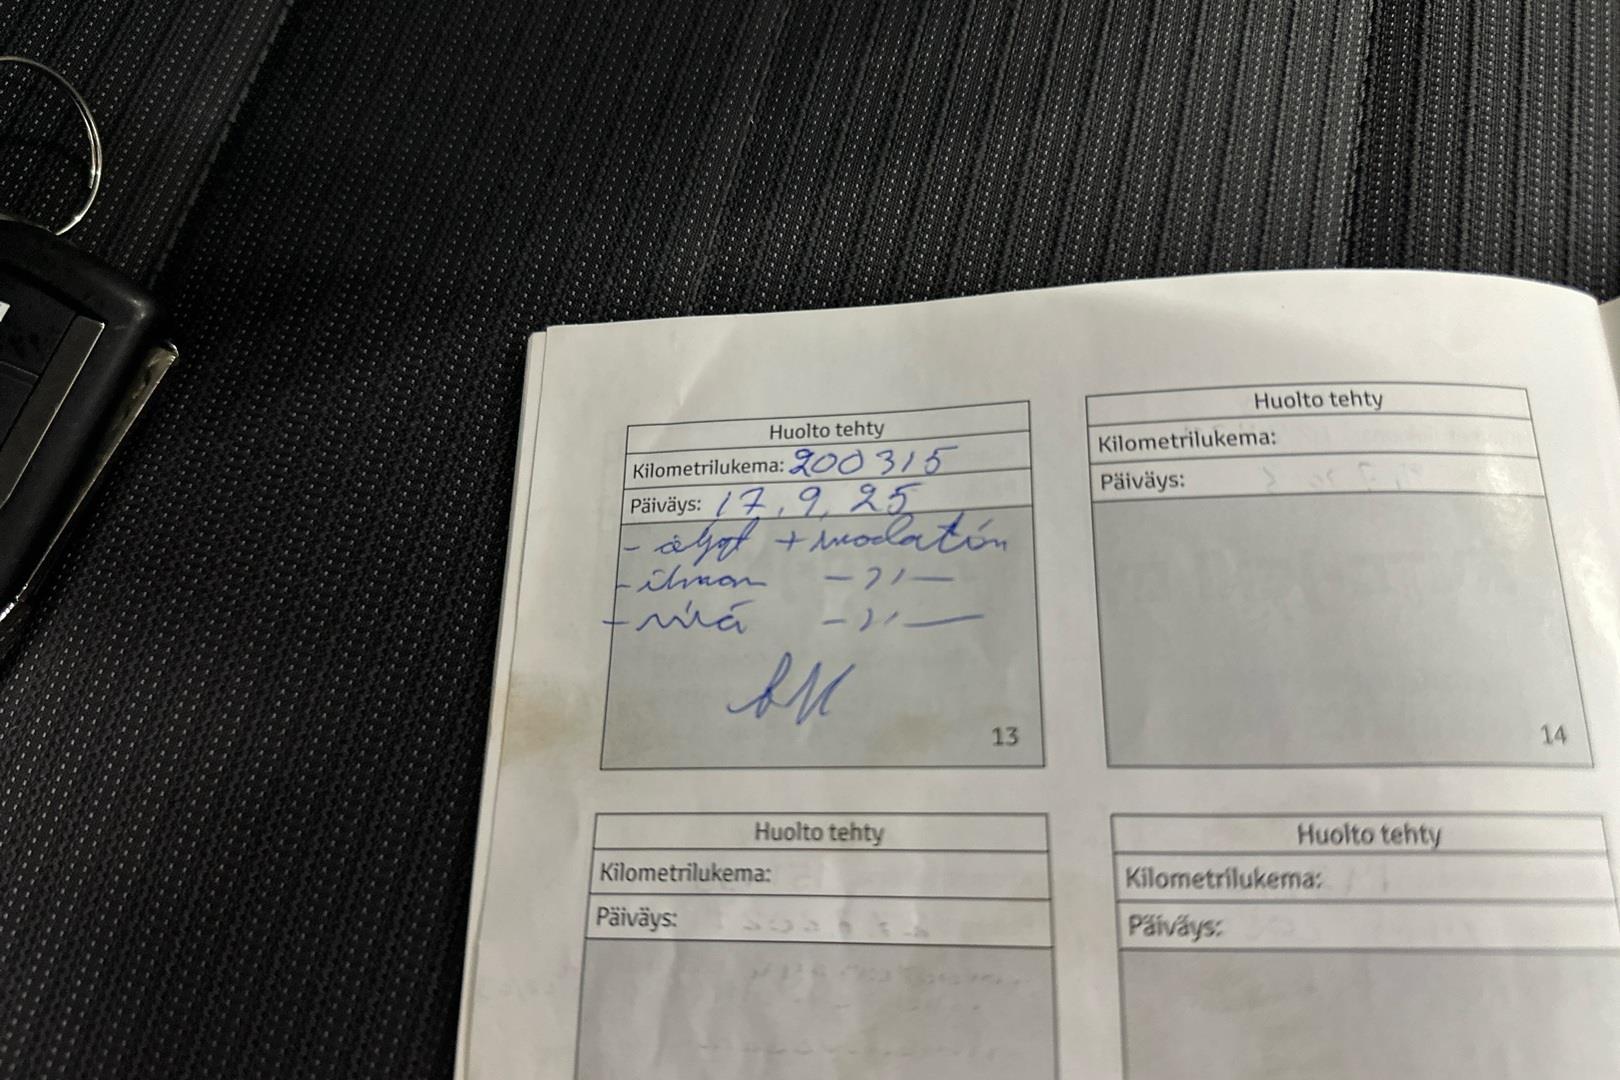 Huolto tehty
Kilometrilukema: 200315
Päiväys: 17.9.25
- öljyt + suodatin
- ilman -"-
- sisä -"-
AK
13
Huolto tehty
Kilometrilukema:
Päiväys:
14
Huolto tehty
Kilometrilukema:
Päiväys:
Huolto tehty
Kilometrilukema:
Päiväys: